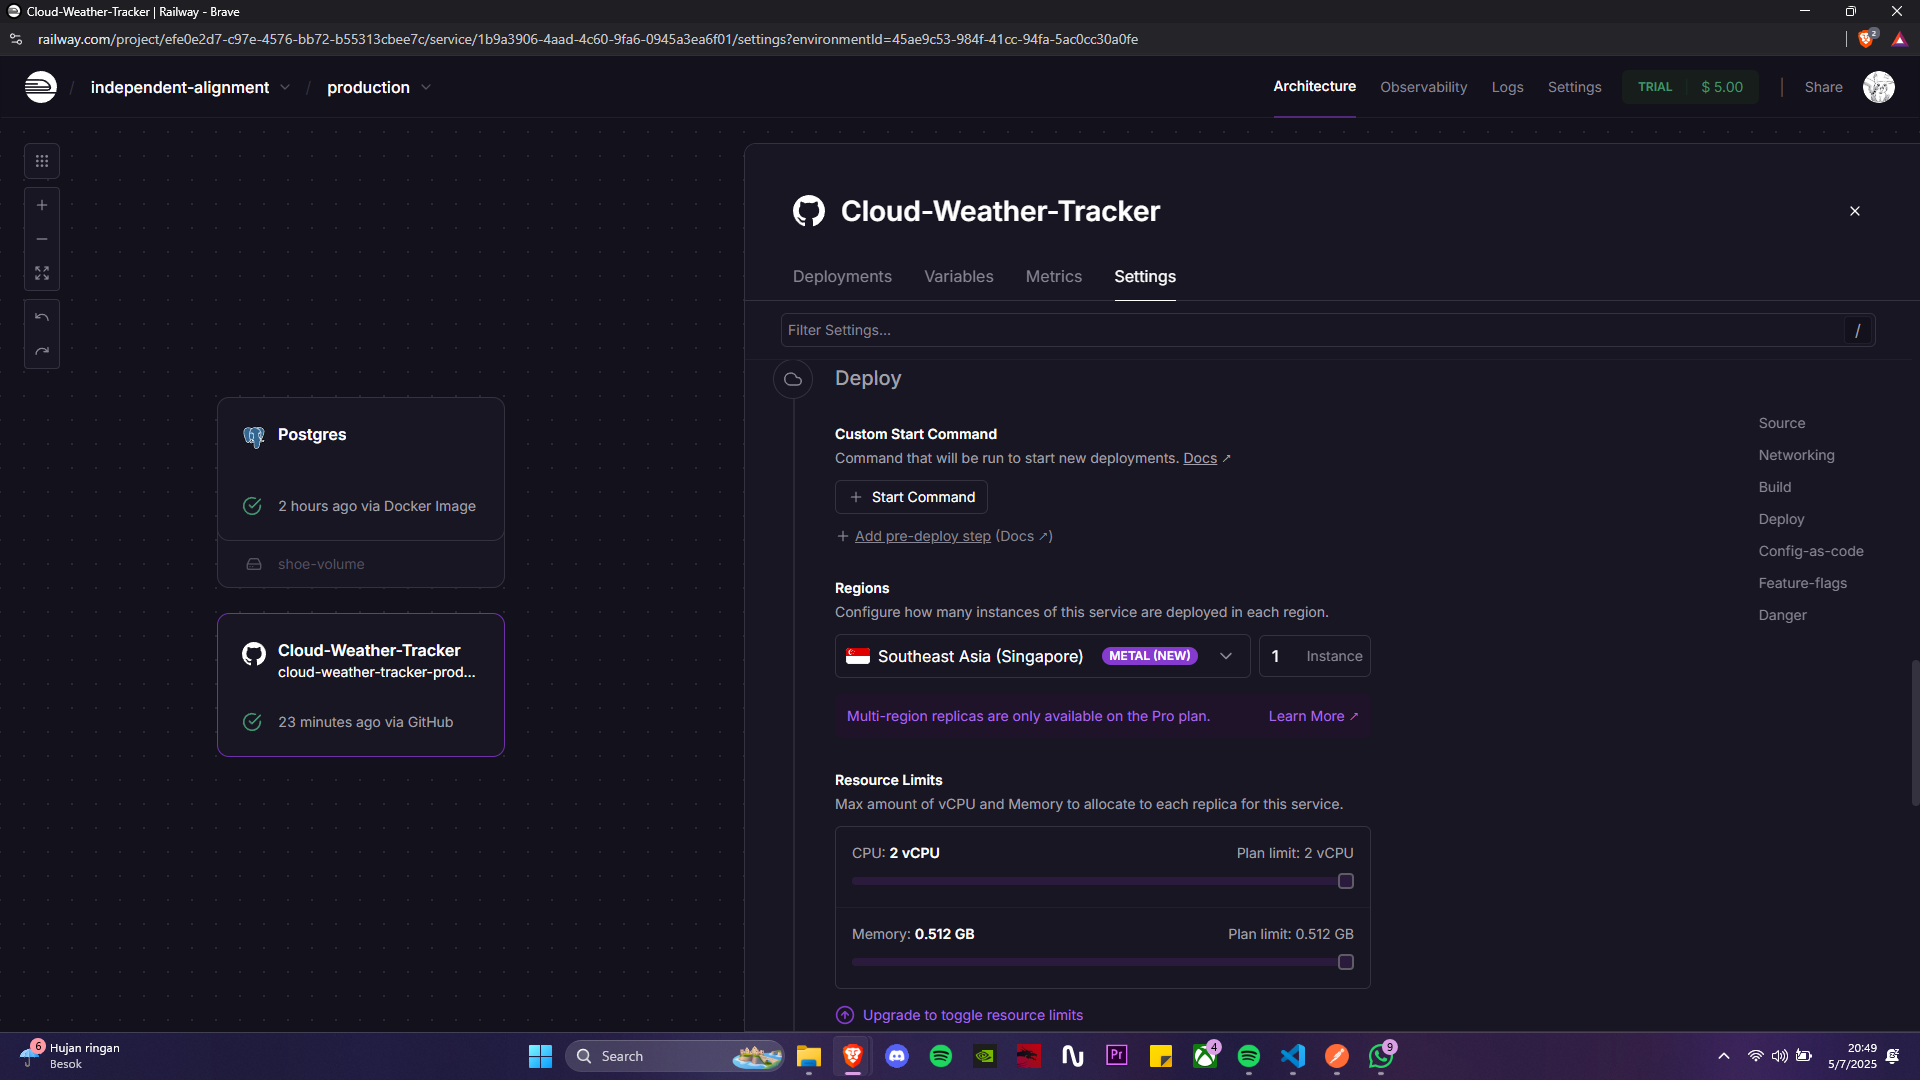 Cloud-Weather-Tracker | Railway - Brave
railway.com/project/efe0e2d7-c97e-4576-bb72-b55313cbee7c/service/1b9a3906-4aad-4c60-9fa6-0945a3ea6f01/settings?environmentId=45ae9c53-984f-41cc-94fa-5ac0cc30a0fe
2
independent-alignment / production
Architecture Observability Logs Settings TRIAL $ 5.00 Share
Postgres
2 hours ago via Docker Image
shoe-volume
Cloud-Weather-Tracker
cloud-weather-tracker-prod...
23 minutes ago via GitHub
Cloud-Weather-Tracker
Deployments Variables Metrics Settings
Filter Settings... /
Deploy
Custom Start Command
Command that will be run to start new deployments. Docs ↗
+ Start Command
+ Add pre-deploy step (Docs ↗)
Regions
Configure how many instances of this service are deployed in each region.
Southeast Asia (Singapore) METAL (NEW) 1 Instance
Multi-region replicas are only available on the Pro plan. Learn More ↗
Resource Limits
Max amount of vCPU and Memory to allocate to each replica for this service.
CPU: 2 vCPU Plan limit: 2 vCPU
Memory: 0.512 GB Plan limit: 0.512 GB
Upgrade to toggle resource limits
Source
Networking
Build
Deploy
Config-as-code
Feature-flags
Danger
6
Hujan ringan
Besok
Search
Pr
4
9
20:49
5/7/2025